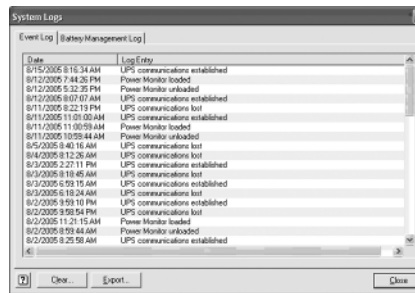 System Logs
Event Log Battery Management Log
Date Log Entry
8/15/2005 8:16:34 AM UPS communications established
8/12/2005 7:44:26 PM Power Monitor loaded
8/12/2005 5:32:35 PM Power Monitor unloaded
8/12/2005 8:07:07 AM UPS communications established
8/11/2005 8:22:19 PM UPS communications lost
8/11/2005 11:01:00 AM UPS communications established
8/11/2005 11:00:59 AM Power Monitor loaded
8/11/2005 10:59:44 AM Power Monitor unloaded
8/5/2005 8:40:16 AM UPS communications lost
8/4/2005 8:12:26 AM UPS communications lost
8/3/2005 2:27:11 PM UPS communications established
8/3/2005 8:18:45 AM UPS communications lost
8/3/2005 6:59:15 AM UPS communications established
8/3/2005 6:18:24 AM UPS communications lost
8/2/2005 9:59:10 PM UPS communications established
8/2/2005 9:58:54 PM UPS communications lost
8/2/2005 11:21:15 AM Power Monitor loaded
8/2/2005 8:59:44 AM Power Monitor unloaded
8/2/2005 8:25:58 AM UPS communications established
? Clear... Export... Close